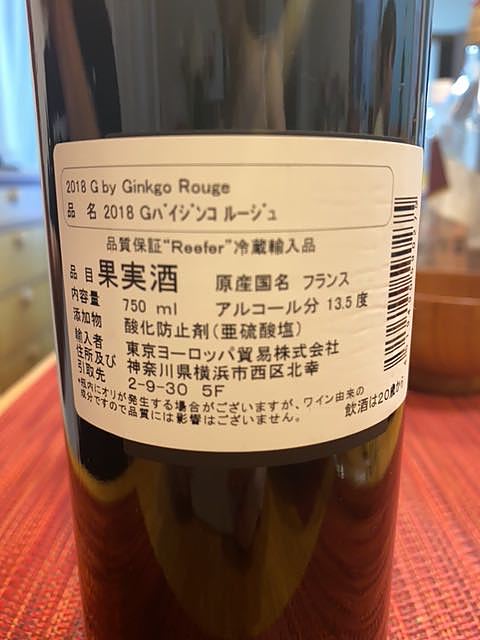 2018 G by Ginkgo Rouge
品 名 2018 Gバイジンコ ルージュ
品質保証"Reefer"冷蔵輸入品
品目 果実酒 原産国名 フランス
内容量 750 ml アルコール分 13.5度
添加物 酸化防止剤(亜硫酸塩)
輸入者 東京ヨーロッパ貿易株式会社
住所及び 神奈川県横浜市西区北幸
引取先 2-9-30 5F
*瓶内にオリが発生する場合がございますが、ワイン由来の
成分ですので品質には影響はございません。
飲酒は20歳から